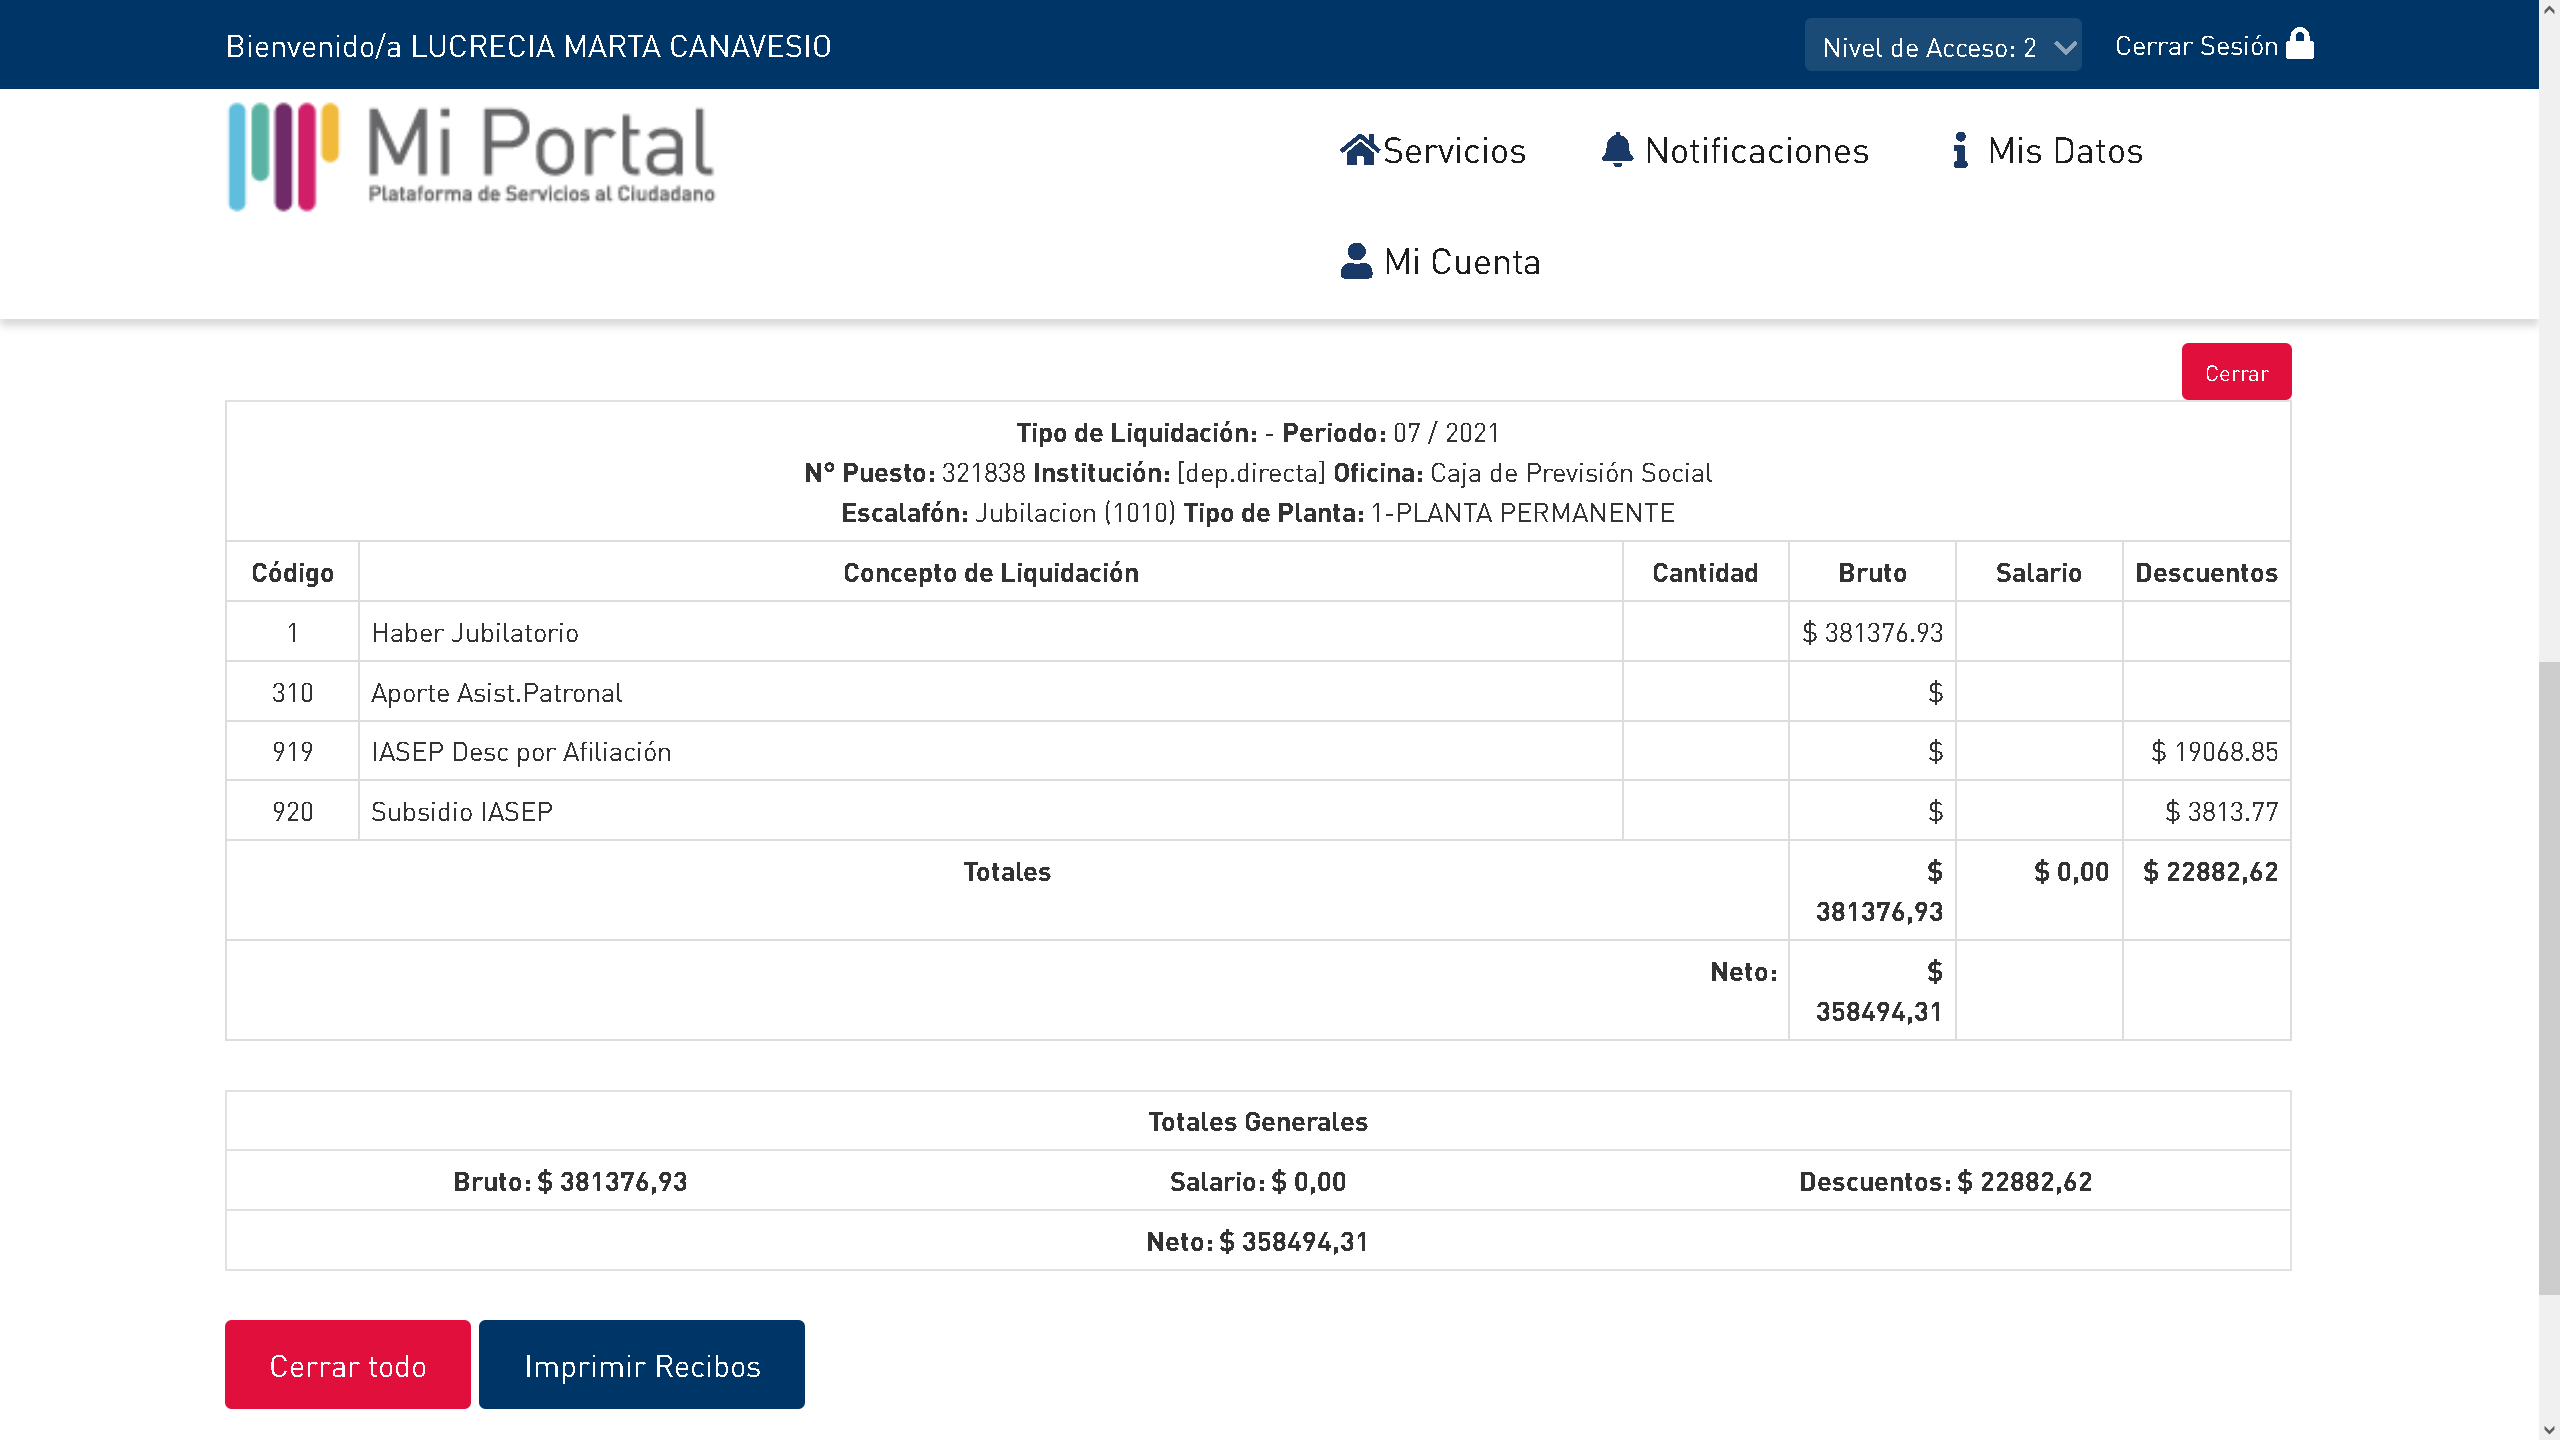 Bienvenido/a LUCRECIA MARTA CANAVESIO
Nivel de Acceso: 2
Cerrar Sesión
Mi Portal
Plataforma de Servicios al Ciudadano
Servicios
Notificaciones
Mis Datos
Mi Cuenta
Cerrar
Tipo de Liquidación: - Periodo: 07 / 2021
N° Puesto: 321838 Institución: [dep.directa] Oficina: Caja de Previsión Social
Escalafón: Jubilacion (1010) Tipo de Planta: 1-PLANTA PERMANENTE
Código Concepto de Liquidación Cantidad Bruto Salario Descuentos
1 Haber Jubilatorio $ 381376.93
310 Aporte Asist.Patronal $
919 IASEP Desc por Afiliación $ $ 19068.85
920 Subsidio IASEP $ $ 3813.77
Totales $ $ 0,00 $ 22882,62
381376,93
Neto: $
358494,31
Totales Generales
Bruto: $ 381376,93 Salario: $ 0,00 Descuentos: $ 22882,62
Neto: $ 358494,31
Cerrar todo
Imprimir Recibos